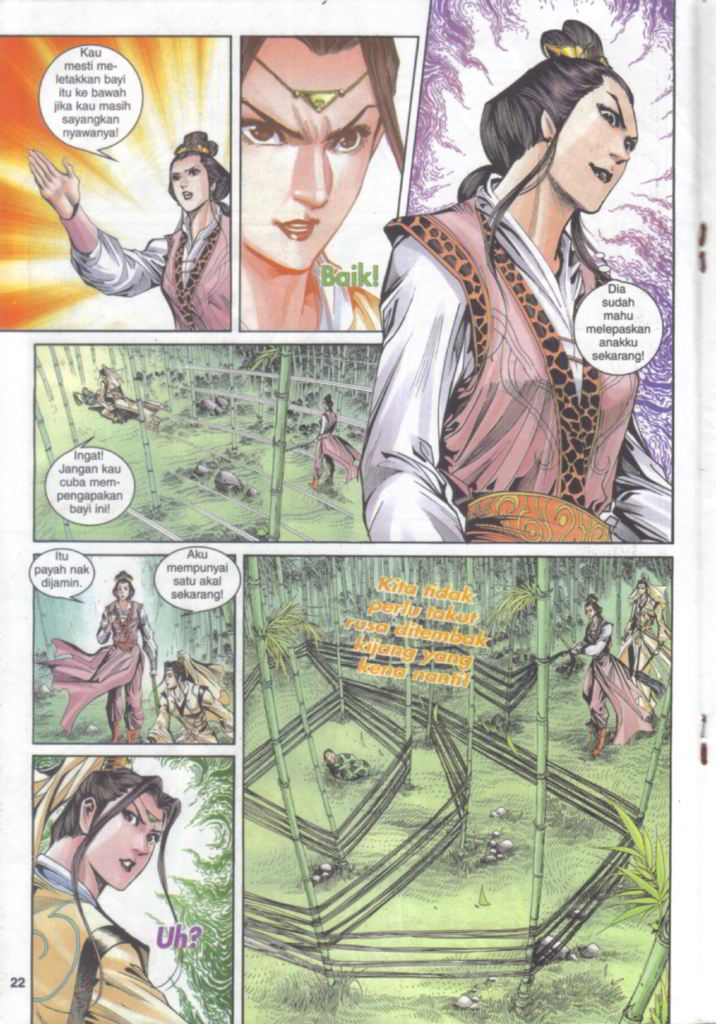 Kau
mesti me-
letakkan bayi
itu ke bawah
jika kau masih
sayangkan
nyawanya!
Baik!
Dia
sudah
mahu
melepaskan
anakku
sekarang!
Ingat!
Jangan kau
cuba mem-
pengapakan
bayi ini!
Itu
payah nak
dijamin.
Aku
mempunyai
satu akal
sekarang!
Kita tidak
perlu takut
rusa ditembak
kijang yang
kena nanti!
Uh?
22